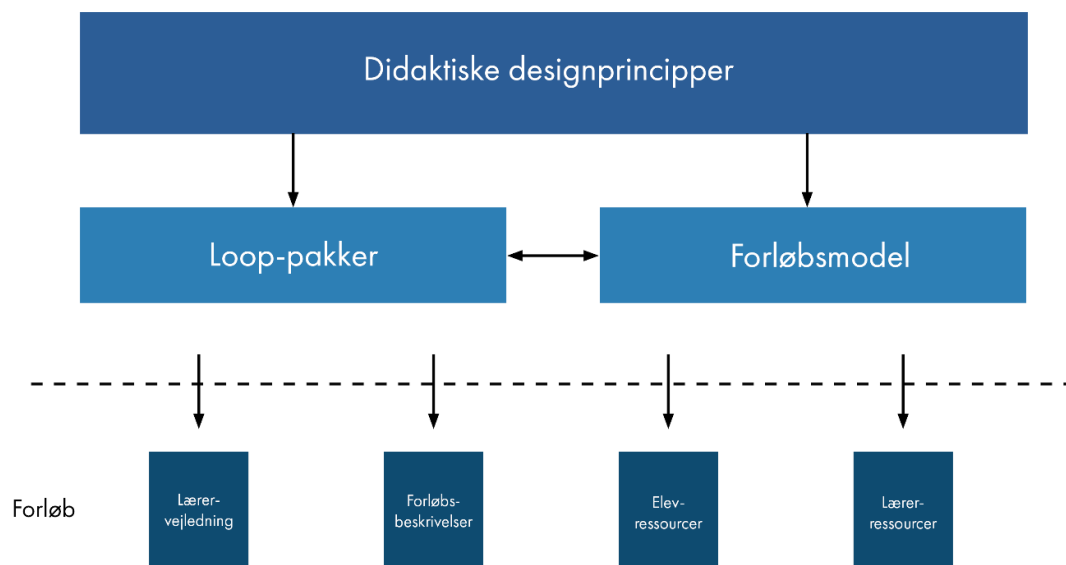 Didaktiske designprincipper
Loop-pakker
Forløbsmodel
Forløb
Lærer-
vejledning
Forløbs-
beskrivelser
Elev-
ressourcer
Lærer-
ressourcer